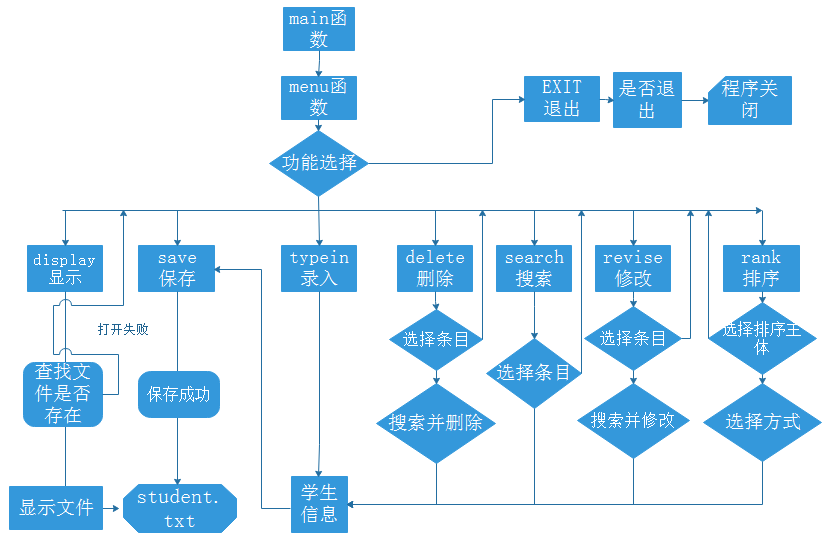 main函
数
menu函
数
EXIT
退出
是否退
出
程序关
闭
功能选择
display
显示
save
保存
typein
录入
delete
删除
search
搜索
revise
修改
rank
排序
打开失败
选择条目
选择条目
选择条目
选择排序主
体
查找文
件是否
存在
保存成功
搜索并删除
搜索并修改
选择方式
显示文件
student.
txt
学生
信息